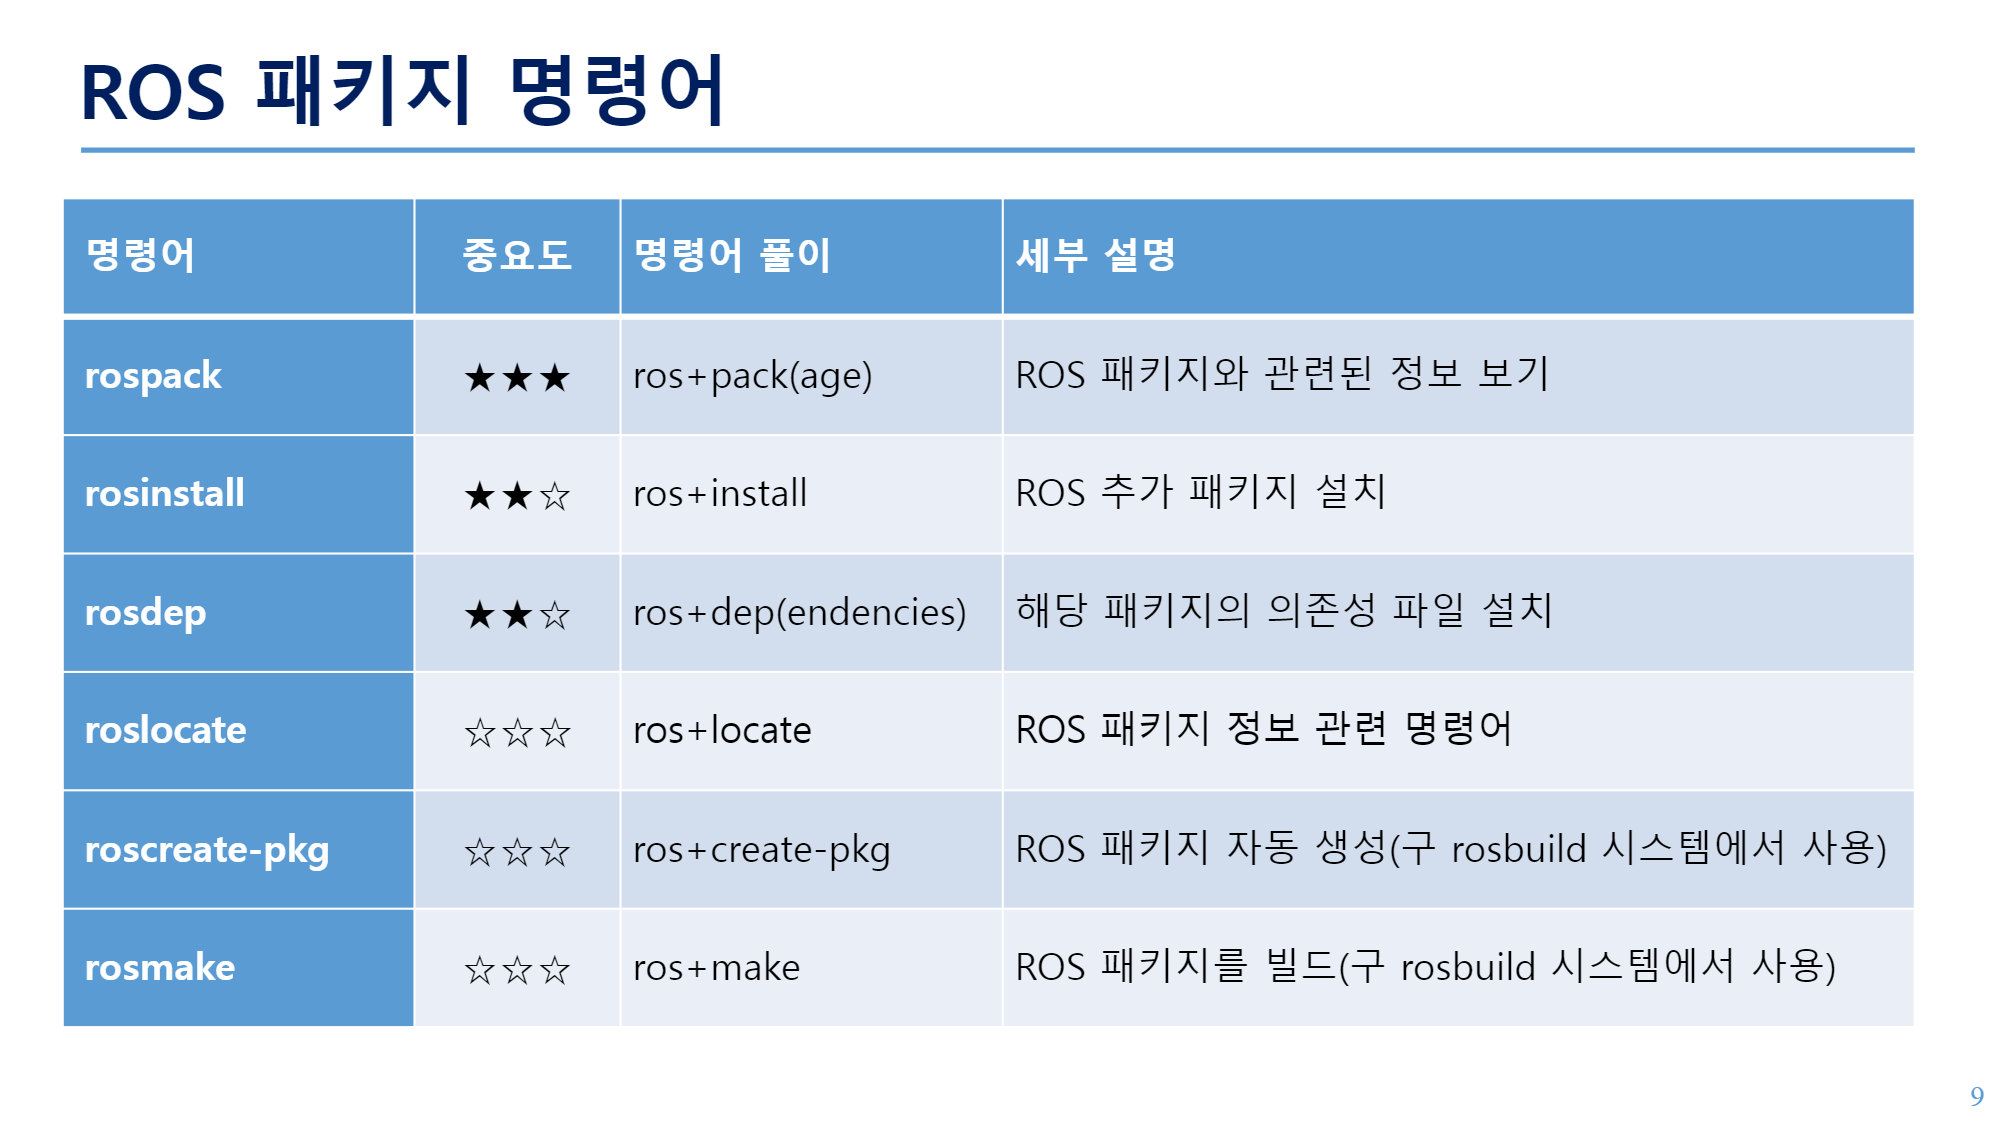 ROS 패키지 명령어
명령어 중요도 명령어 풀이 세부 설명
rospack ★★★ ros+pack(age) ROS 패키지와 관련된 정보 보기
rosinstall ★★☆ ros+install ROS 추가 패키지 설치
rosdep ★★☆ ros+dep(endencies) 해당 패키지의 의존성 파일 설치
roslocate ☆☆☆ ros+locate ROS 패키지 정보 관련 명령어
roscreate-pkg ☆☆☆ ros+create-pkg ROS 패키지 자동 생성(구 rosbuild 시스템에서 사용)
rosmake ☆☆☆ ros+make ROS 패키지를 빌드(구 rosbuild 시스템에서 사용)
9